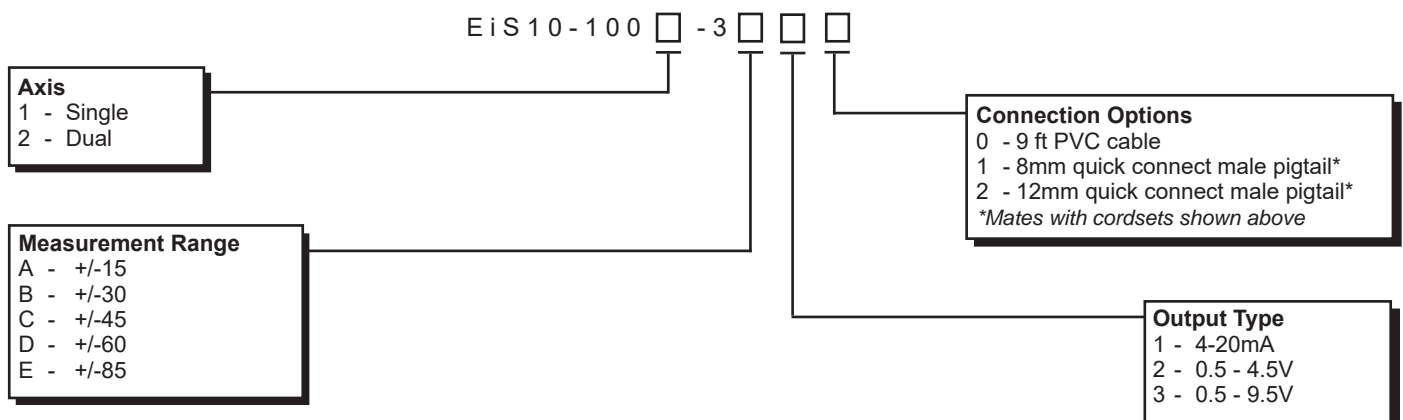 EiS10-100 -3
Axis
1 - Single
2 - Dual
Connection Options
0 - 9 ft PVC cable
1 - 8mm quick connect male pigtail*
2 - 12mm quick connect male pigtail*
*Mates with cordsets shown above
Measurement Range
A - +/-15
B - +/-30
C - +/-45
D - +/-60
E - +/-85
Output Type
1 - 4-20mA
2 - 0.5 - 4.5V
3 - 0.5 - 9.5V